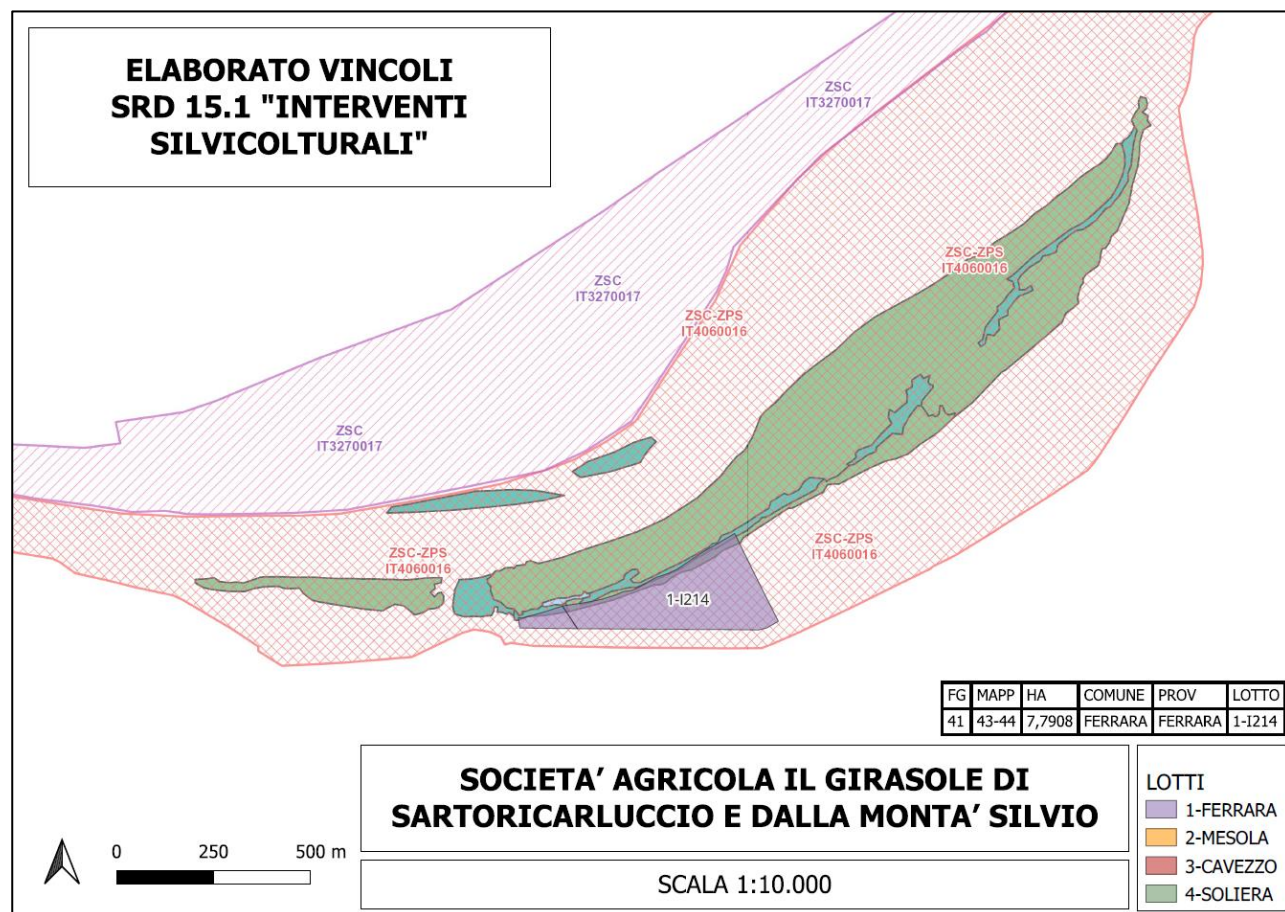 ELABORATO VINCOLI
SRD 15.1 "INTERVENTI
SILVICOLTURALI"
ZSC
IT3270017
ZSC
IT3270017
ZSC
IT3270017
ZSC-ZPS
IT4060016
ZSC-ZPS
IT4060016
ZSC-ZPS
IT4060016
ZSC-ZPS
IT4060016
1-I214
FG MAPP HA COMUNE PROV LOTTO
41 43-44 7,7908 FERRARA FERRARA 1-I214
SOCIETA’ AGRICOLA IL GIRASOLE DI
SARTORICARLUCCIO E DALLA MONTA’ SILVIO
SCALA 1:10.000
0 250 500 m
LOTTI
1-FERRARA
2-MESOLA
3-CAVEZZO
4-SOLIERA